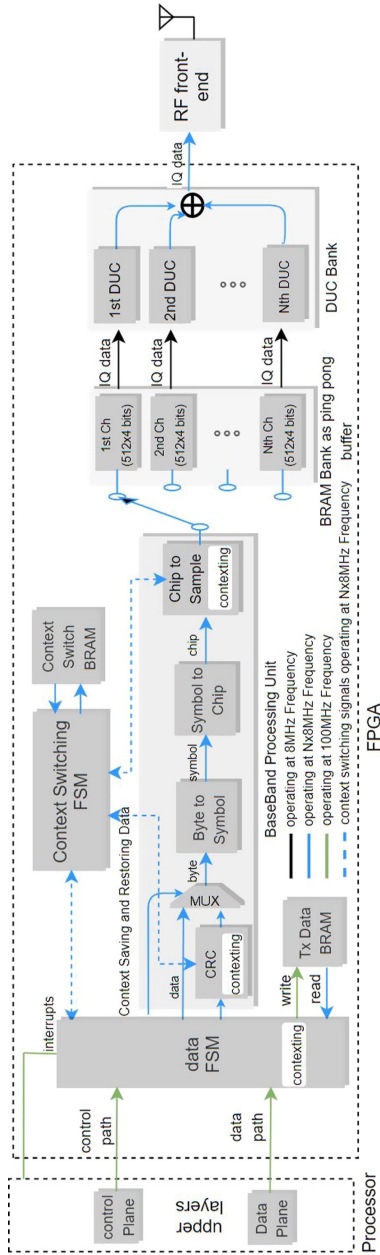 Processor
upper
layers
control
Plane
Data
Plane
control
path
data
path
interrupts
data
FSM
contexting
Context Saving and Restoring Data
data
write
read
Tx Data
BRAM
CRC
contexting
MUX
byte
Byte to
Symbol
symbol
Symbol to
Chip
chip
Chip to
Sample
contexting
BaseBand Processing Unit
Context Switching
FSM
Context
Switch
BRAM
1st Ch
(512x4 bits)
2nd Ch
(512x4 bits)
Nth Ch
(512x4 bits)
BRAM Bank as ping pong
buffer
IQ data
IQ data
IQ data
1st DUC
2nd DUC
Nth DUC
DUC Bank
IQ data
RF front-
end
operating at 8MHz Frequency
operating at Nx8MHz Frequency
operating at 100MHz Frequency
context switching signals operating at Nx8MHz Frequency
FPGA